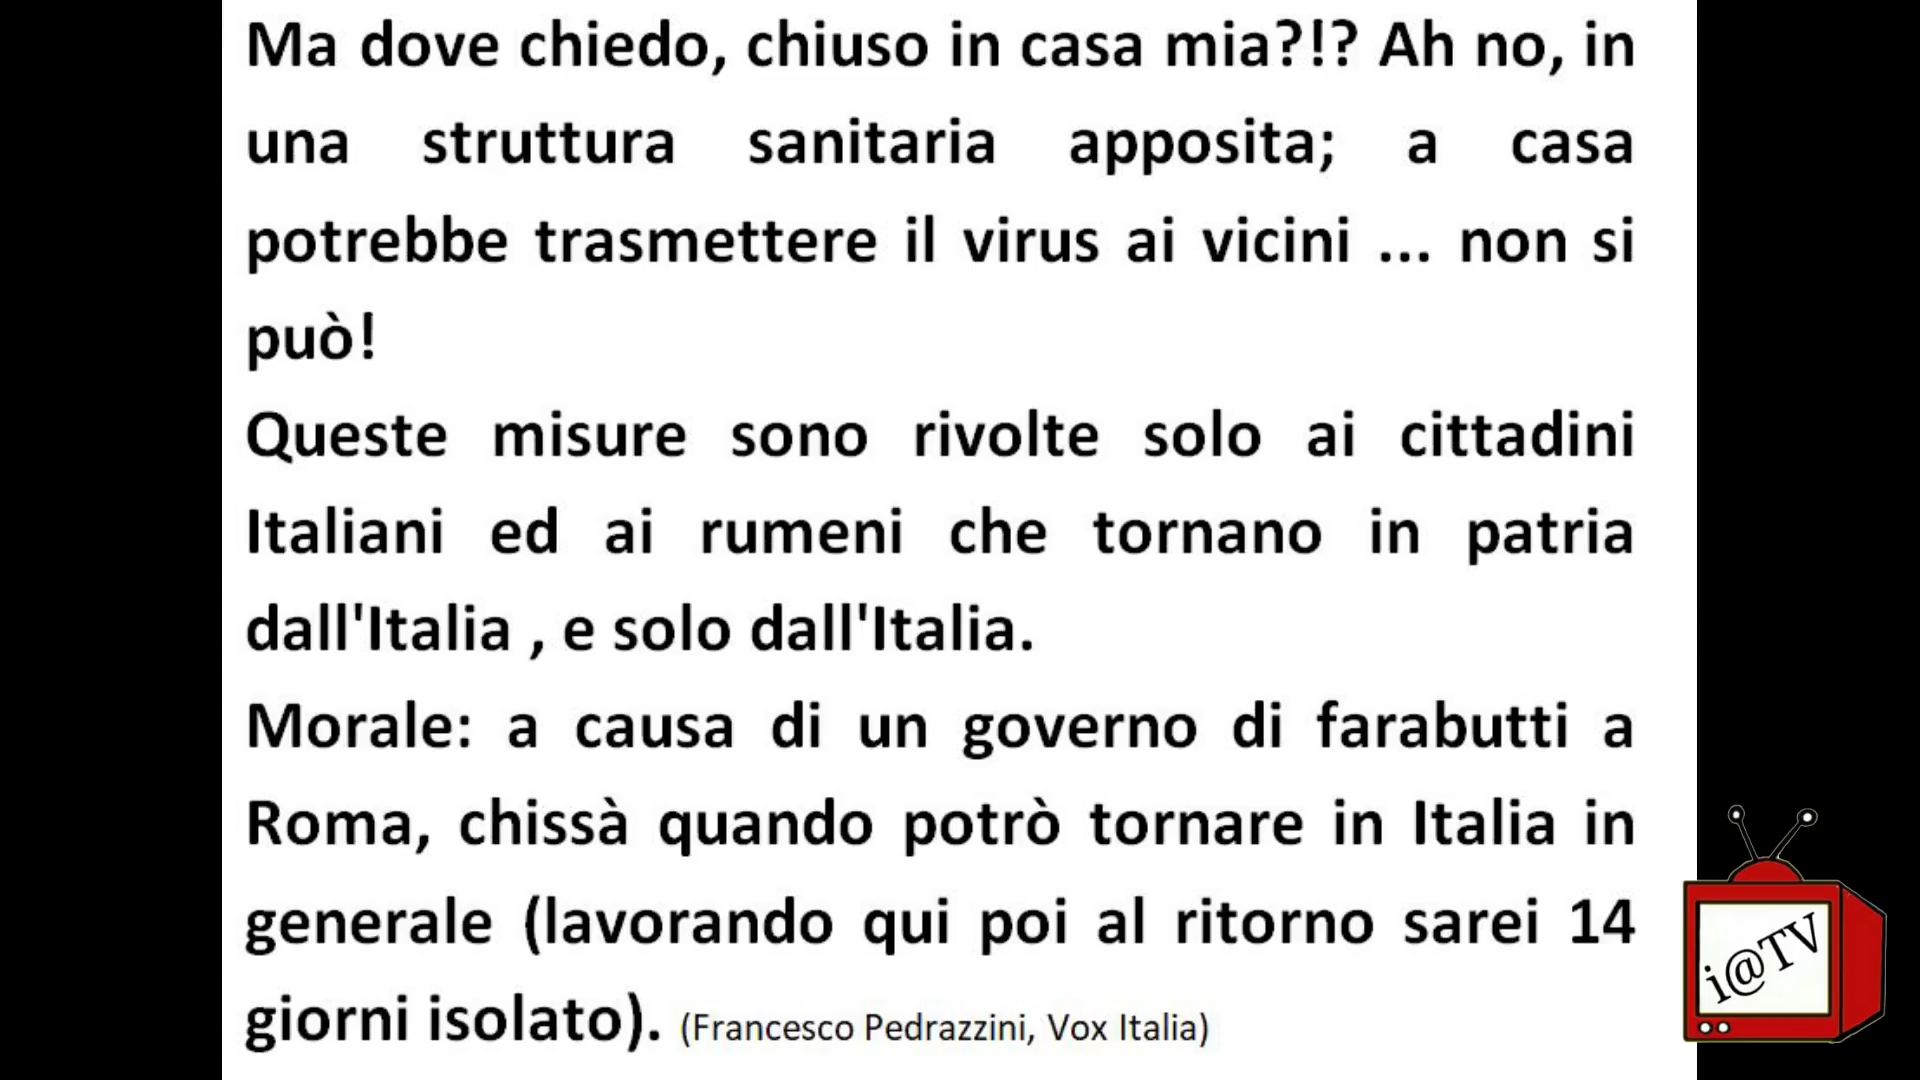 Ma dove chiedo, chiuso in casa mia?!? Ah no, in
una struttura sanitaria apposita; a casa
potrebbe trasmettere il virus ai vicini ... non si
può!
Queste misure sono rivolte solo ai cittadini
Italiani ed ai rumeni che tornano in patria
dall'Italia , e solo dall'Italia.
Morale: a causa di un governo di farabutti a
Roma, chissà quando potrò tornare in Italia in
generale (lavorando qui poi al ritorno sarei 14
giorni isolato). (Francesco Pedrazzini, Vox Italia)
i@TV